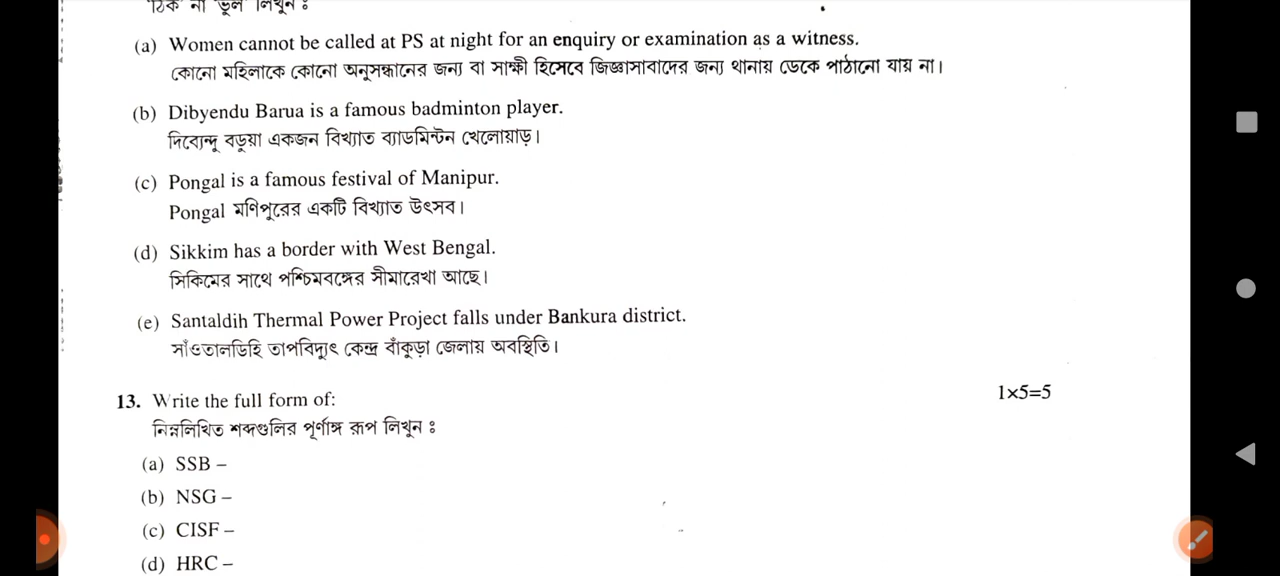 ঠিক না ভুল লিখুন ঃ
(a) Women cannot be called at PS at night for an enquiry or examination as a witness.
কোনো মহিলাকে কোনো অনুসন্ধানের জন্য বা সাক্ষী হিসেবে জিজ্ঞাসাবাদের জন্য থানায় ডেকে পাঠানো যায় না।
(b) Dibyendu Barua is a famous badminton player.
দিব্যেন্দু বড়ুয়া একজন বিখ্যাত ব্যাডমিন্টন খেলোয়াড়।
(c) Pongal is a famous festival of Manipur.
Pongal মণিপুরের একটি বিখ্যাত উৎসব।
(d) Sikkim has a border with West Bengal.
সিকিমের সাথে পশ্চিমবঙ্গের সীমারেখা আছে।
(e) Santaldih Thermal Power Project falls under Bankura district.
সাঁওতালডিহি তাপবিদ্যুৎ কেন্দ্র বাঁকুড়া জেলায় অবস্থিতি।
13. Write the full form of: 1×5=5
নিম্নলিখিত শব্দগুলির পূর্ণাঙ্গ রূপ লিখুন ঃ
(a) SSB –
(b) NSG –
(c) CISF –
(d) HRC –